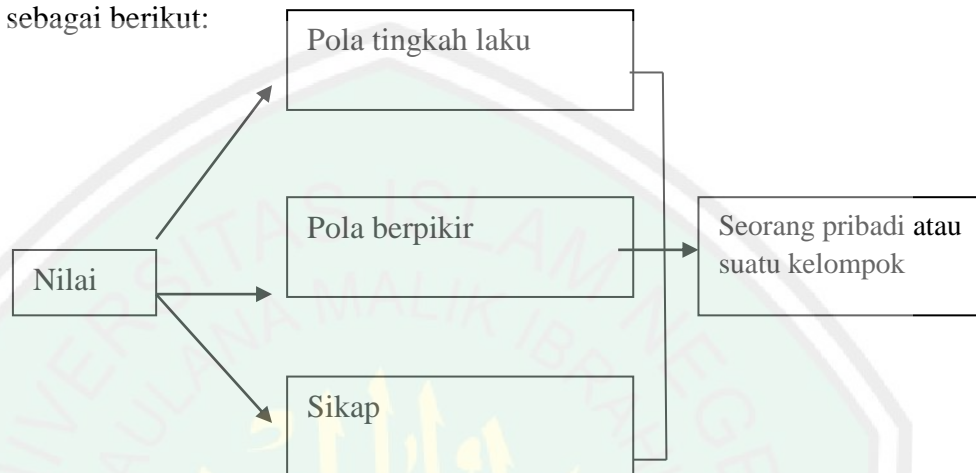 sebagai berikut:
Pola tingkah laku
Pola berpikir
Seorang pribadi atau
suatu kelompok
Nilai
Sikap